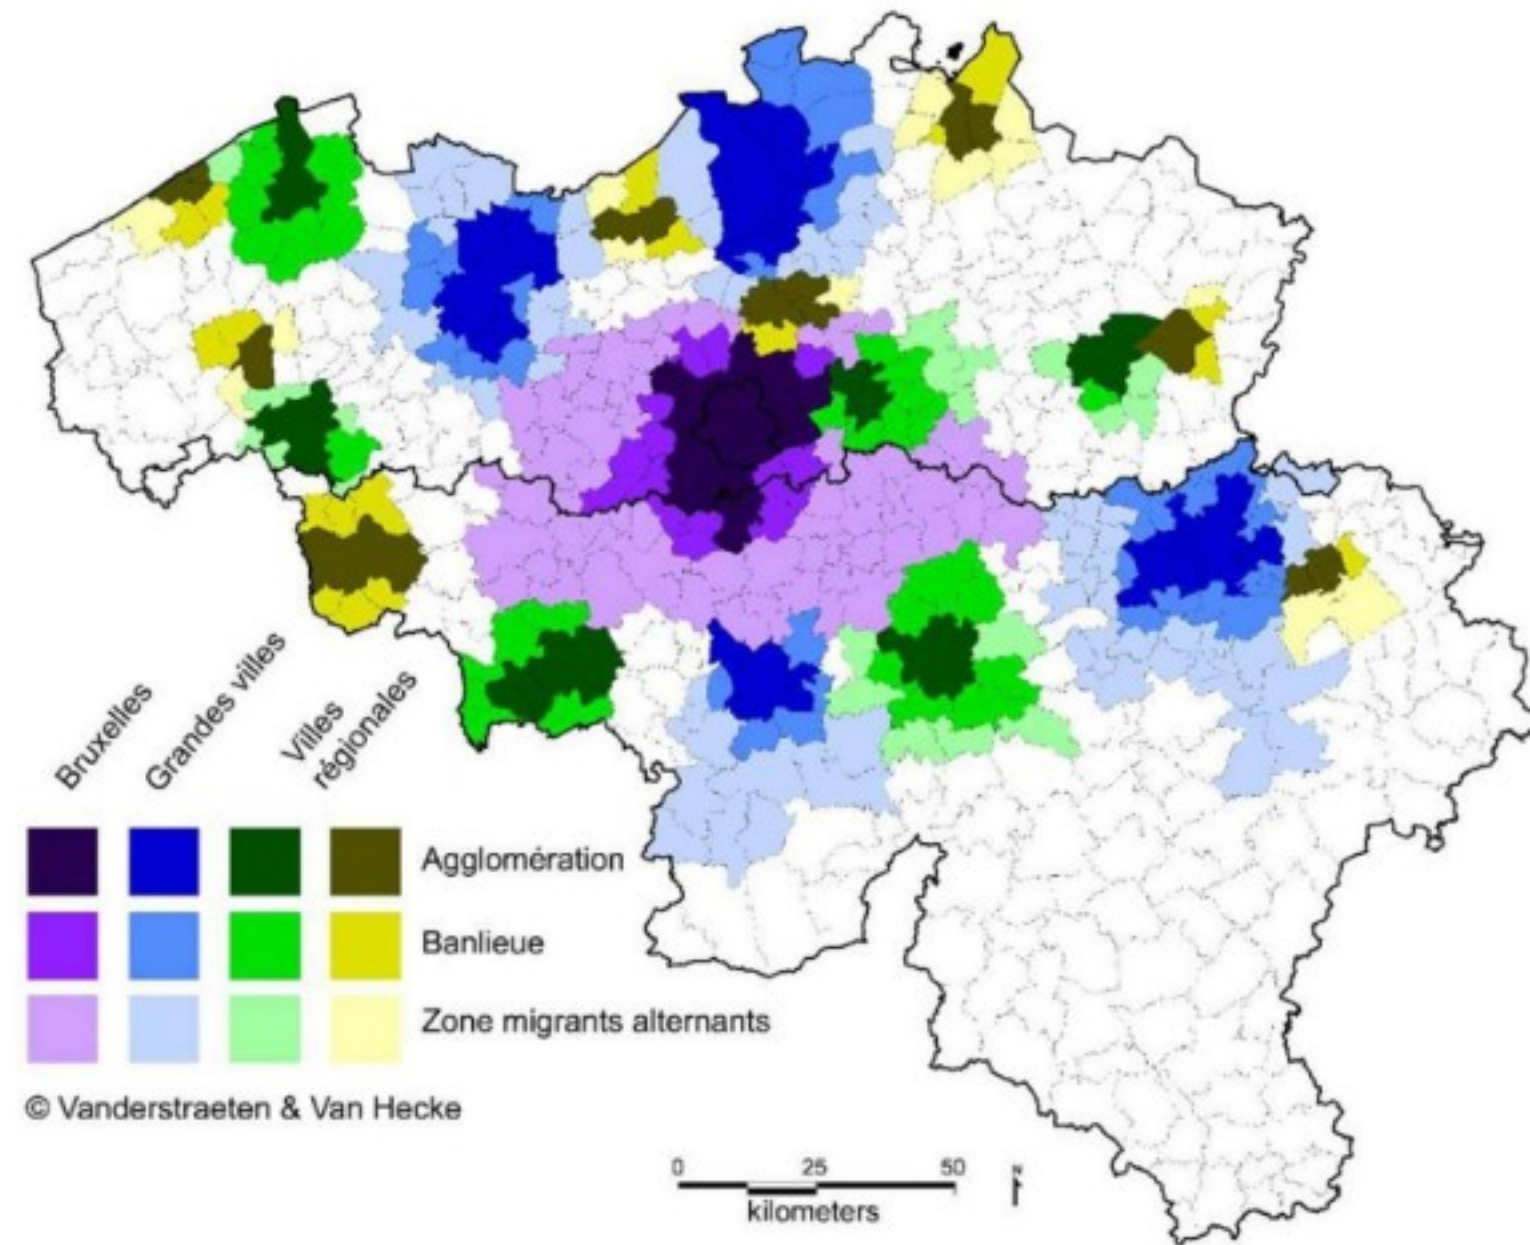 Bruxelles
Grandes villes
Villes
régionales
Agglomération
Banlieue
Zone migrants alternants
© Vanderstraeten & Van Hecke
0 25 50
kilometers
N